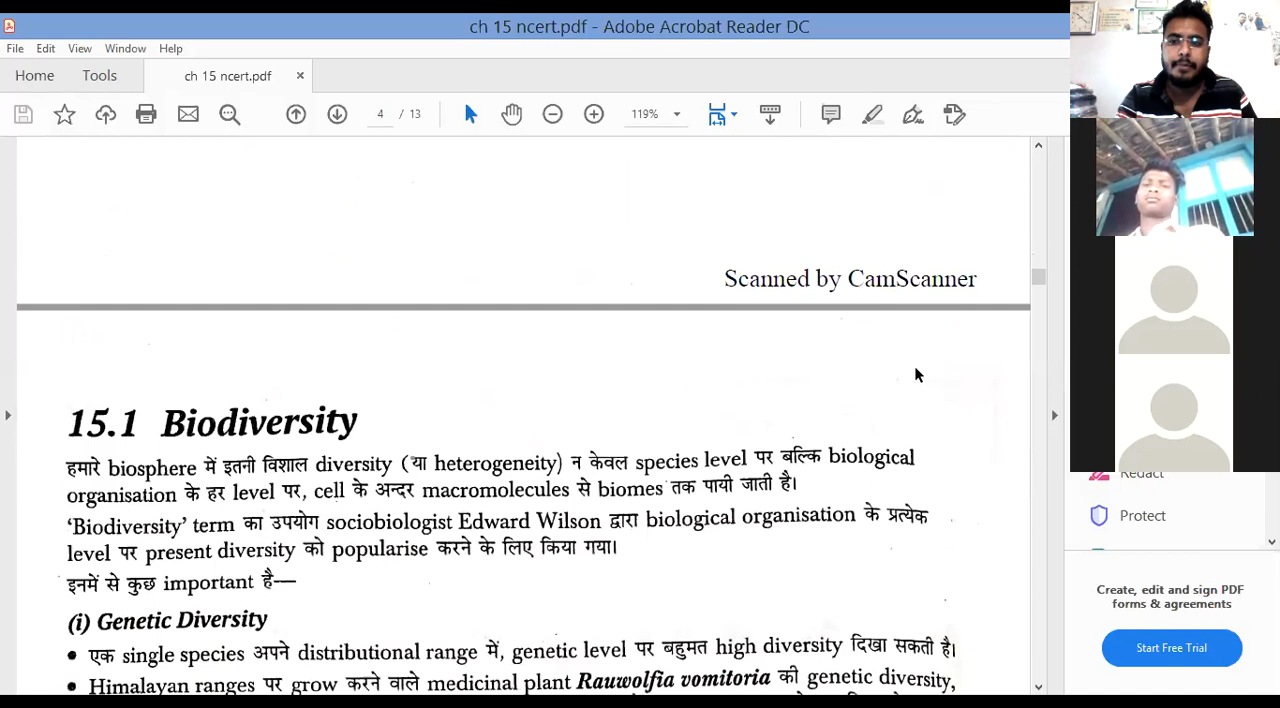 ch 15 ncert.pdf - Adobe Acrobat Reader DC
File Edit View Window Help
Home Tools ch 15 ncert.pdf ×
4 / 13 119%
Scanned by CamScanner
15.1 Biodiversity
हमारे biosphere में इतनी विशाल diversity (या heterogeneity) न केवल species level पर बल्कि biological
organisation के हर level पर, cell के अन्दर macromolecules से biomes तक पायी जाती है।
‘Biodiversity’ term का उपयोग sociobiologist Edward Wilson द्वारा biological organisation के प्रत्येक
level पर present diversity को popularise करने के लिए किया गया।
इनमें से कुछ important है—
(i) Genetic Diversity
• एक single species अपने distributional range में, genetic level पर बहुमत high diversity दिखा सकती है।
• Himalayan ranges पर grow करने वाले medicinal plant Rauwolfia vomitoria की genetic diversity,
Redact
Protect
Create, edit and sign PDF
forms & agreements
Start Free Trial